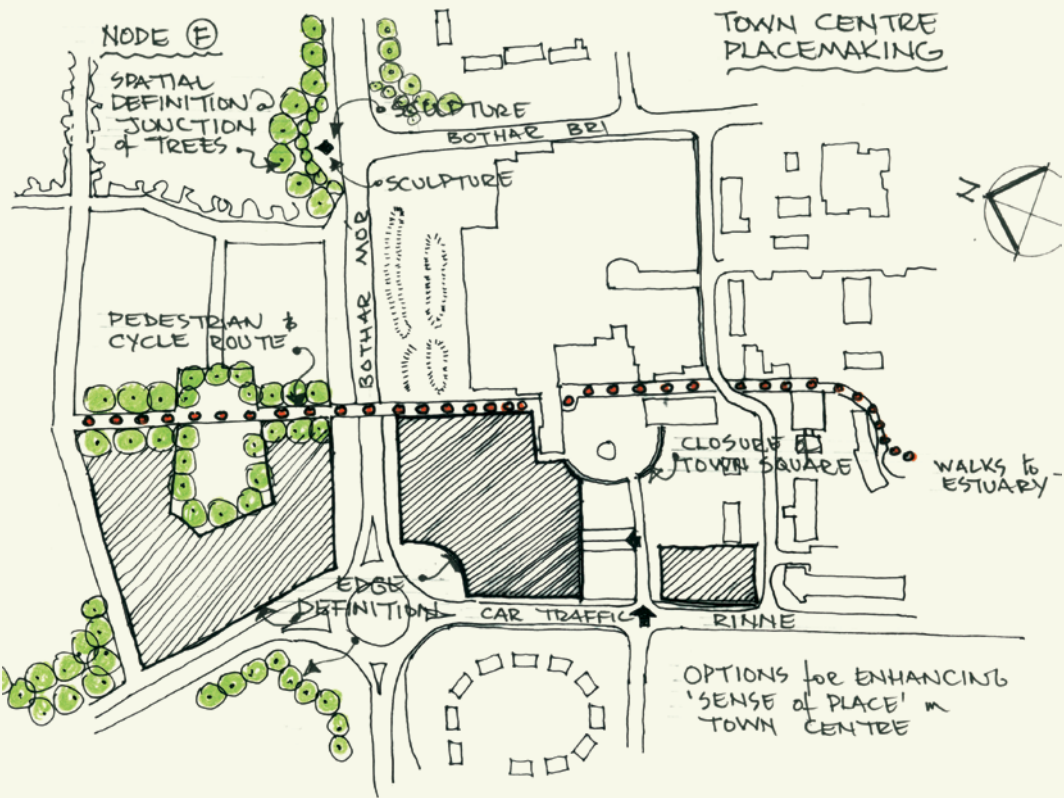 NODE F
TOWN CENTRE
PLACEMAKING
SPATIAL
DEFINITION
JUNCTION
of TREES
SCULPTURE
BOTHAR BRI
SCULPTURE
BOTHAR MOR
N
PEDESTRIAN &
CYCLE ROUTE
CLOSURE &
TOWN SQUARE
WALKS to
ESTUARY
EDGE
DEFINITION
CAR TRAFFIC
RINNE
OPTIONS for ENHANCING
'SENSE of PLACE' in
TOWN CENTRE